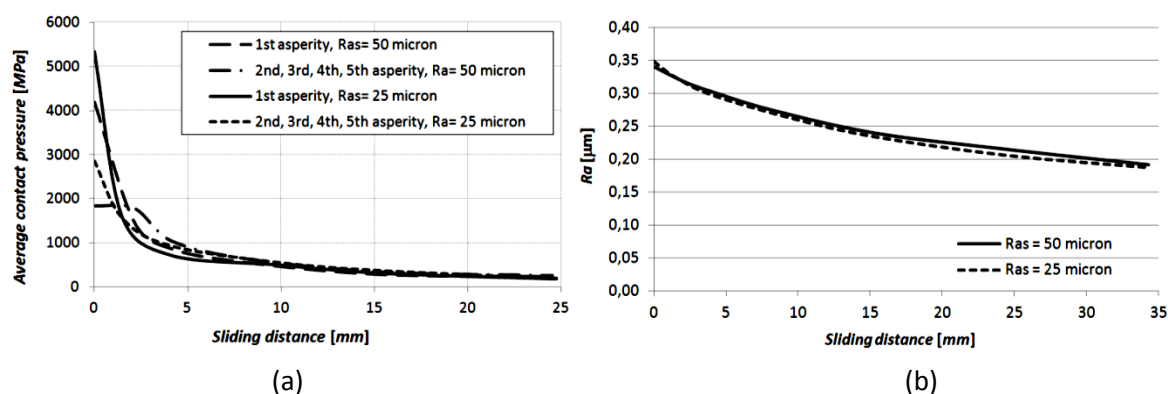 6000
5000
4000
3000
2000
1000
0
Average contact pressure [MPa]
1st asperity, Ras= 50 micron
2nd, 3rd, 4th, 5th asperity, Ra= 50 micron
1st asperity, Ras= 25 micron
2nd, 3rd, 4th, 5th asperity, Ra= 25 micron
0 5 10 15 20 25
Sliding distance [mm]
(a)
0,40
0,35
0,30
0,25
0,20
0,15
0,10
0,05
0,00
Ra [µm]
Ras = 50 micron
Ras = 25 micron
0 5 10 15 20 25 30 35
Sliding distance [mm]
(b)